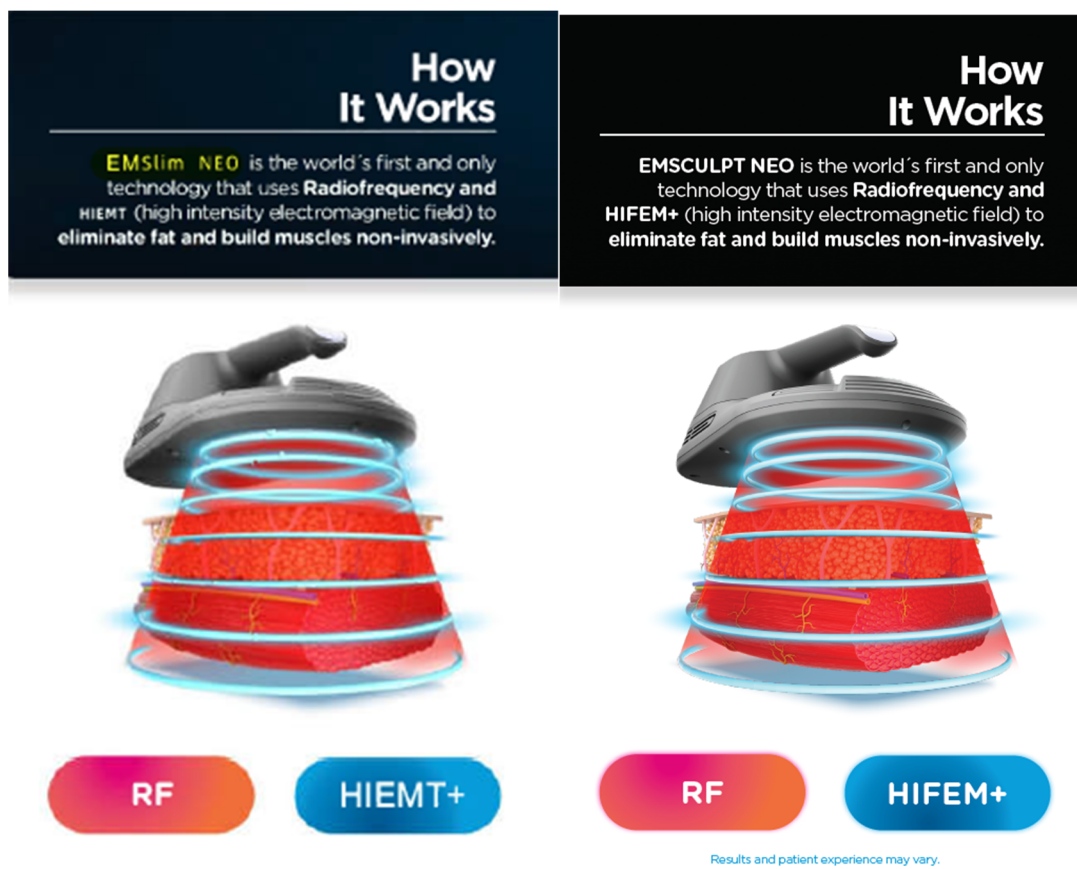 How
It Works
EMSlim NEO is the world´s first and only
technology that uses Radiofrequency and
HIEMT (high intensity electromagnetic field) to
eliminate fat and build muscles non-invasively.
RF
HIEMT+
How
It Works
EMSCULPT NEO is the world´s first and only
technology that uses Radiofrequency and
HIFEM+ (high intensity electromagnetic field) to
eliminate fat and build muscles non-invasively.
RF
HIFEM+
Results and patient experience may vary.